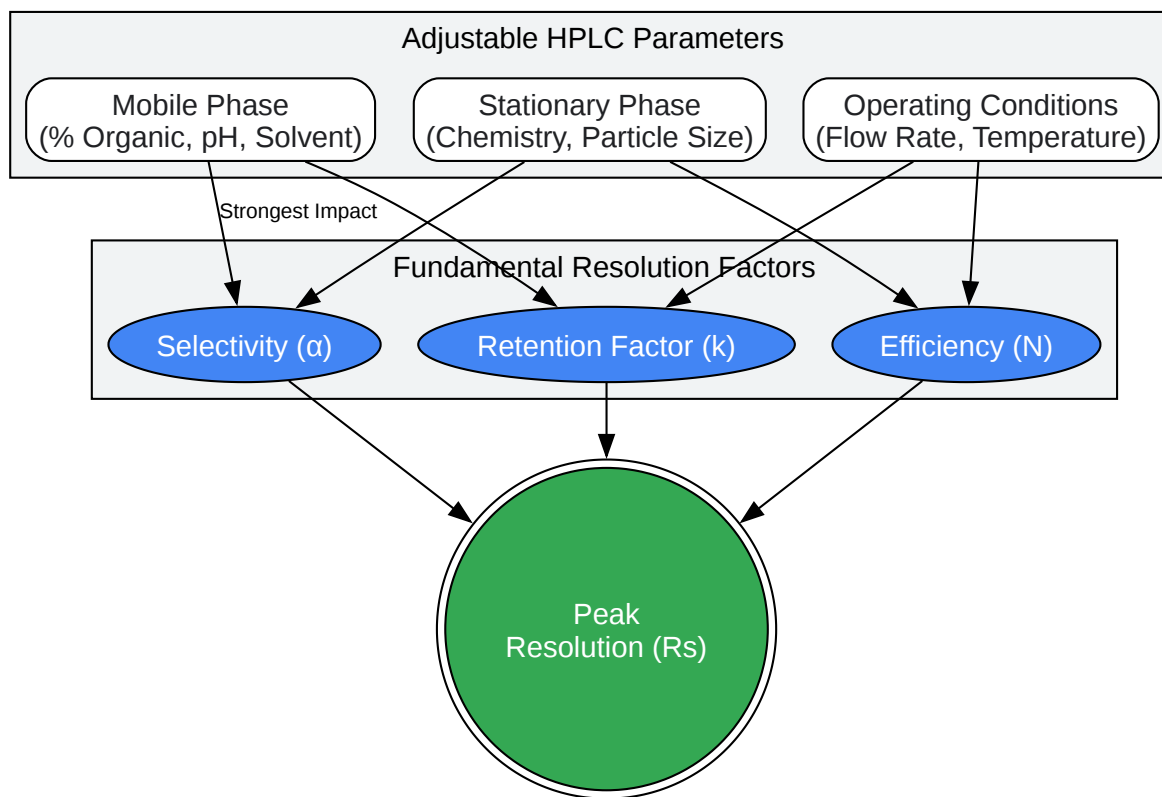 Adjustable HPLC Parameters
Mobile Phase
(% Organic, pH, Solvent)
Stationary Phase
(Chemistry, Particle Size)
Operating Conditions
(Flow Rate, Temperature)
Strongest Impact
Fundamental Resolution Factors
Selectivity (α)
Retention Factor (k)
Efficiency (N)
Peak
Resolution (Rs)